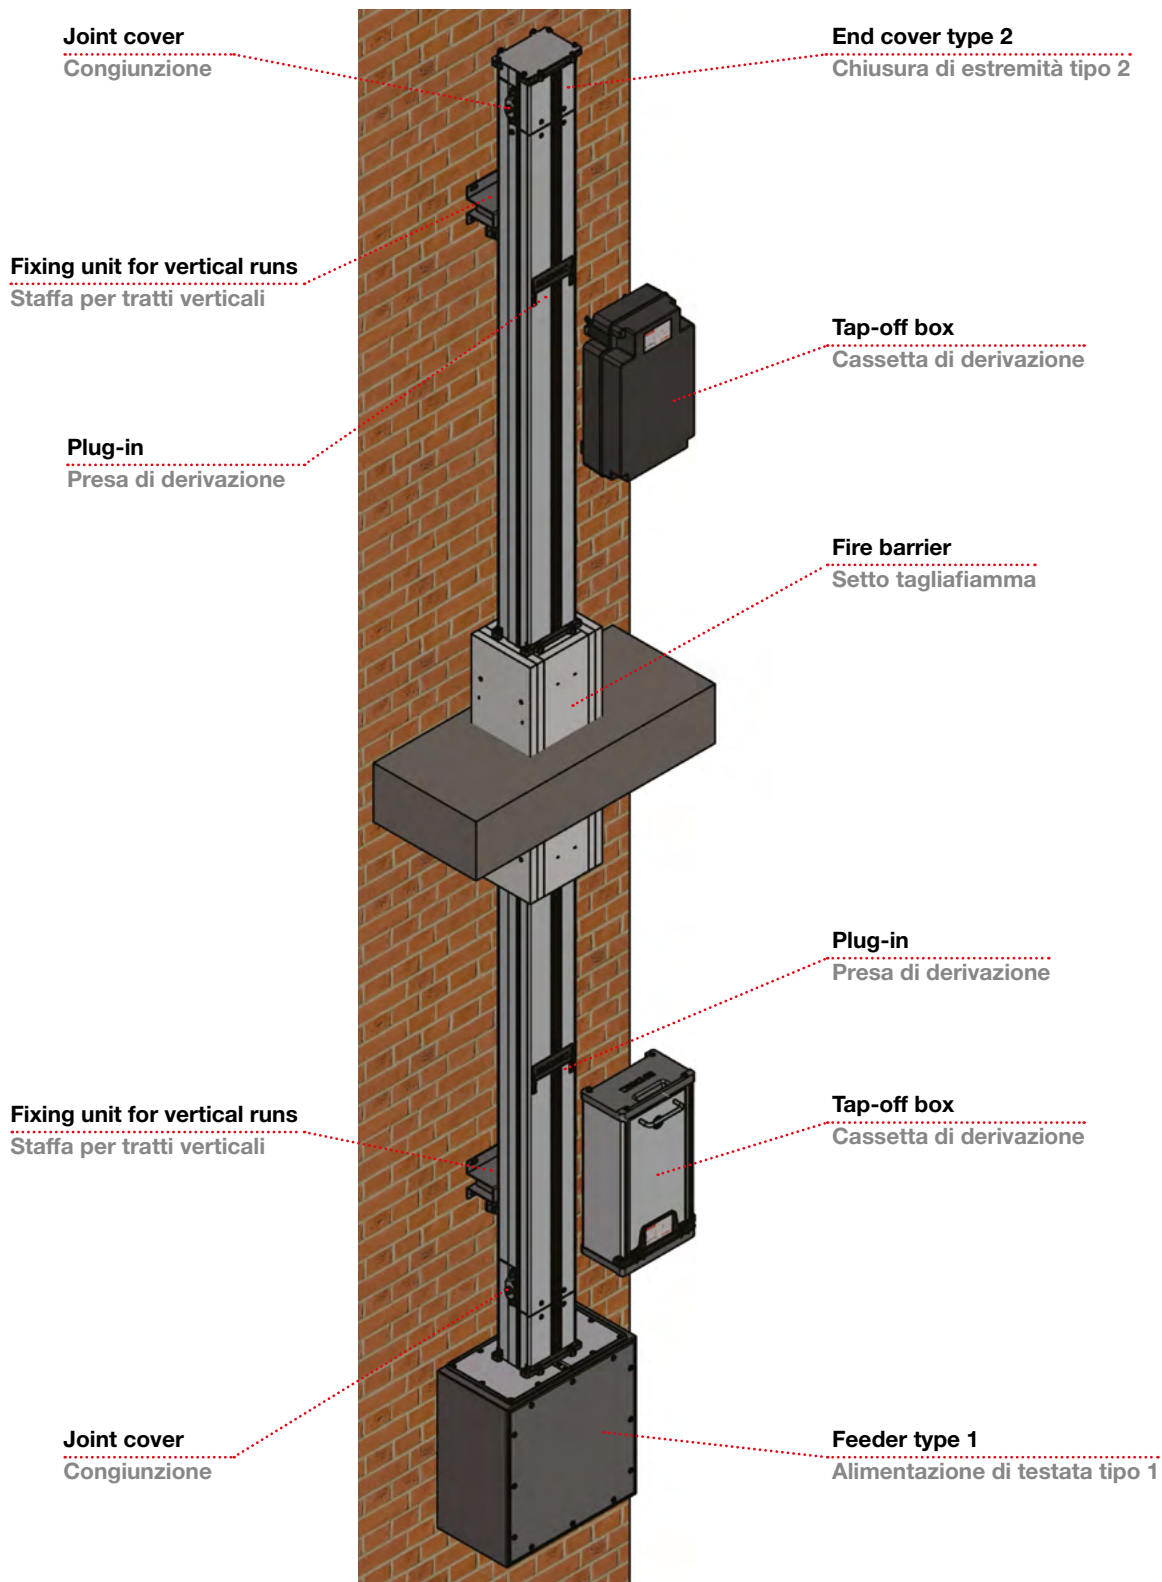 Joint cover
Congiunzione
End cover type 2
Chiusura di estremità tipo 2
Fixing unit for vertical runs
Staffa per tratti verticali
Tap-off box
Cassetta di derivazione
Plug-in
Presa di derivazione
Fire barrier
Setto tagliafiamma
Plug-in
Presa di derivazione
Fixing unit for vertical runs
Staffa per tratti verticali
Tap-off box
Cassetta di derivazione
Joint cover
Congiunzione
Feeder type 1
Alimentazione di testata tipo 1